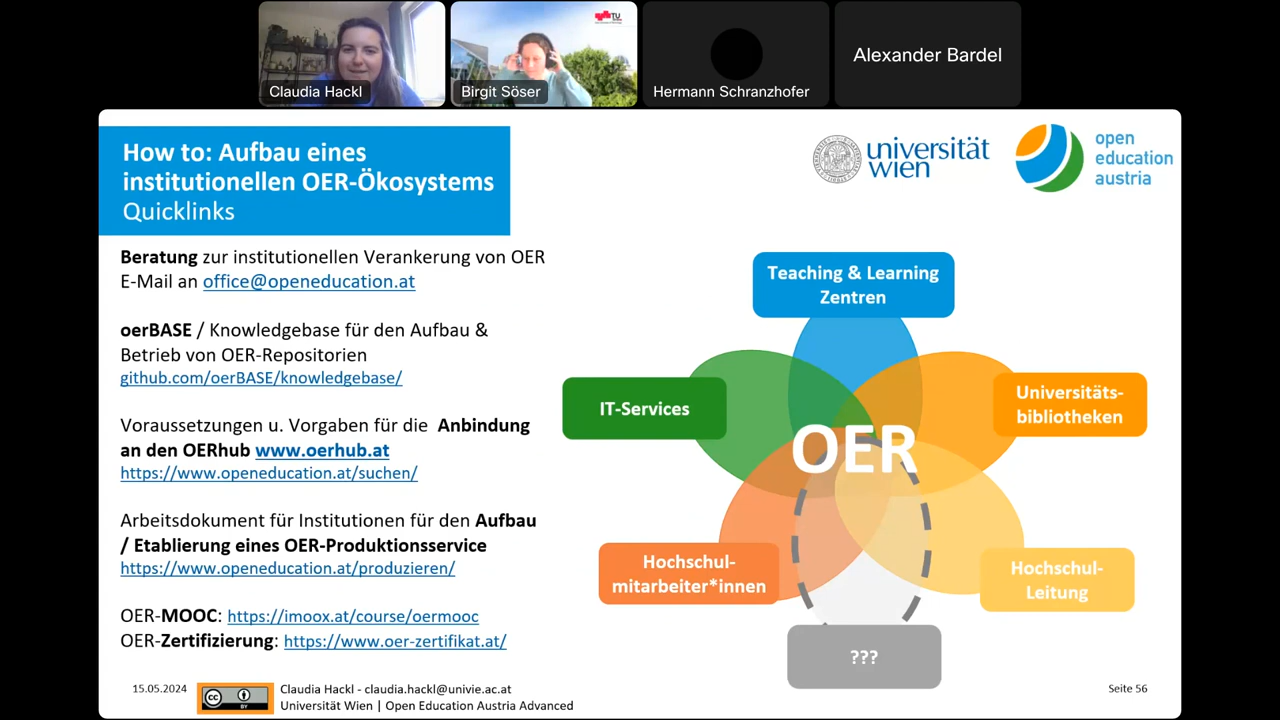 TU
Claudia Hackl
Birgit Söser
Hermann Schranzhofer
Alexander Bardel
How to: Aufbau eines
institutionellen OER-Ökosystems
Quicklinks
universität
wien
open
education
austria
Beratung zur institutionellen Verankerung von OER
E-Mail an office@openeducation.at
oerBASE / Knowledgebase für den Aufbau &
Betrieb von OER-Repositorien
github.com/oerBASE/knowledgebase/
Voraussetzungen u. Vorgaben für die Anbindung
an den OERhub www.oerhub.at
https://www.openeducation.at/suchen/
Arbeitsdokument für Institutionen für den Aufbau
/ Etablierung eines OER-Produktionsservice
https://www.openeducation.at/produzieren/
OER-MOOC: https://imoox.at/course/oermooc
OER-Zertifizierung: https://www.oer-zertifikat.at/
Teaching & Learning
Zentren
IT-Services
Universitäts-
bibliotheken
OER
Hochschul-
mitarbeiter*innen
Hochschul-
Leitung
???
15.05.2024
cc
BY
Claudia Hackl - claudia.hackl@univie.ac.at
Universität Wien | Open Education Austria Advanced
Seite 56